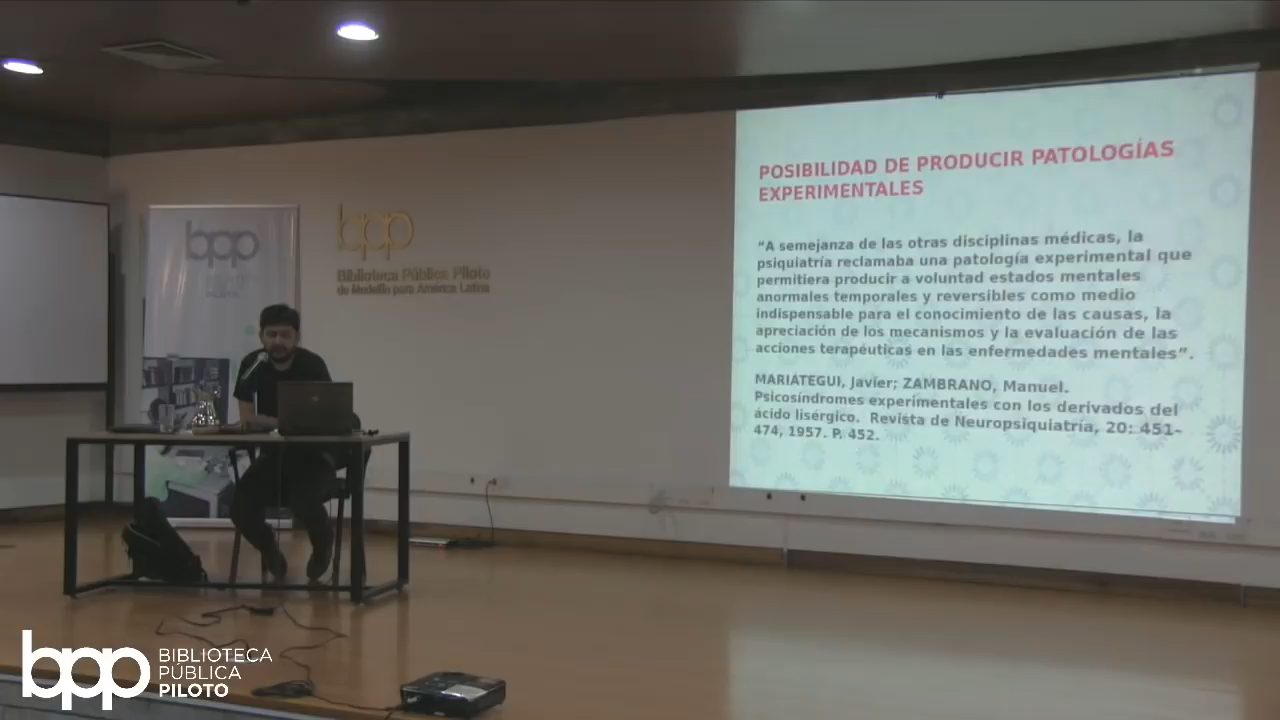 bpp
bpp
Biblioteca Pública Piloto
de Medellín para América Latina
POSIBILIDAD DE PRODUCIR PATOLOGÍAS
EXPERIMENTALES
“A semejanza de las otras disciplinas médicas, la
psiquiatría reclamaba una patología experimental que
permitiera producir a voluntad estados mentales
anormales temporales y reversibles como medio
indispensable para el conocimiento de las causas, la
apreciación de los mecanismos y la evaluación de las
acciones terapéuticas en las enfermedades mentales”.
MARIÁTEGUI, Javier; ZAMBRANO, Manuel.
Psicosíndromes experimentales con los derivados del
ácido lisérgico. Revista de Neuropsiquiatría, 20: 451-
474, 1957. P. 452.
bpp
BIBLIOTECA
PÚBLICA
PILOTO